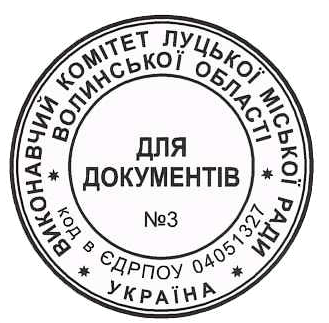 ВИКОНАВЧИЙ КОМІТЕТ ЛУЦЬКОЇ МІСЬКОЇ РАДИ
* ВОЛИНСЬКОЇ ОБЛАСТІ *
код в ЄДРПОУ 04051327
* УКРАЇНА *
ДЛЯ
ДОКУМЕНТІВ
№3